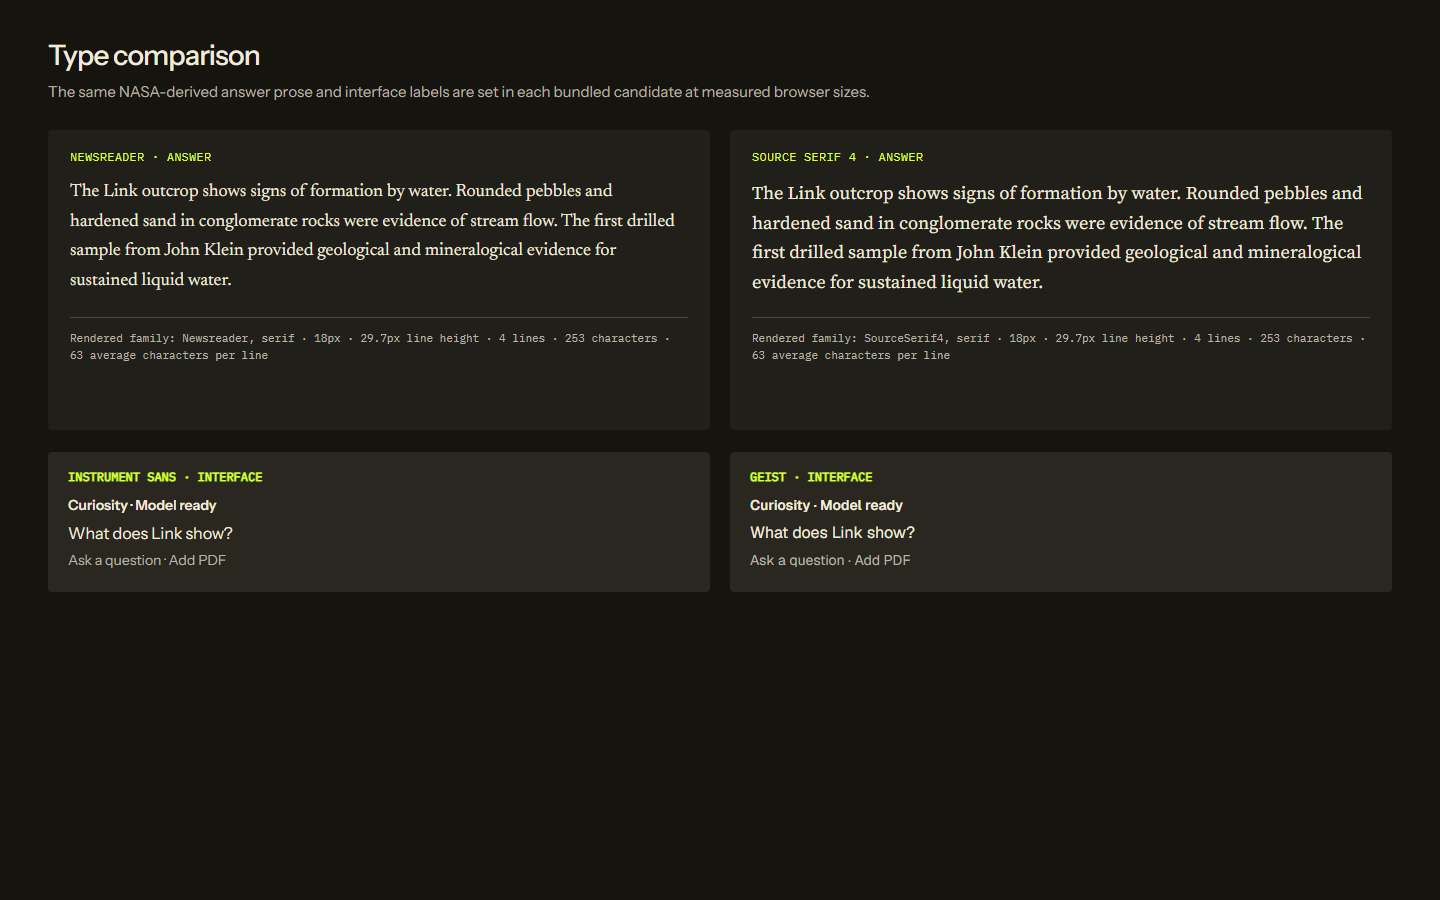 Type comparison
The same NASA-derived answer prose and interface labels are set in each bundled candidate at measured browser sizes.
NEWSREADER · ANSWER
The Link outcrop shows signs of formation by water. Rounded pebbles and
hardened sand in conglomerate rocks were evidence of stream flow. The first drilled
sample from John Klein provided geological and mineralogical evidence for
sustained liquid water.
Rendered family: Newsreader, serif · 18px · 29.7px line height · 4 lines · 253 characters ·
63 average characters per line
SOURCE SERIF 4 · ANSWER
The Link outcrop shows signs of formation by water. Rounded pebbles and
hardened sand in conglomerate rocks were evidence of stream flow. The
first drilled sample from John Klein provided geological and mineralogical
evidence for sustained liquid water.
Rendered family: SourceSerif4, serif · 18px · 29.7px line height · 4 lines · 253 characters ·
63 average characters per line
INSTRUMENT SANS · INTERFACE
Curiosity · Model ready
What does Link show?
Ask a question · Add PDF
GEIST · INTERFACE
Curiosity · Model ready
What does Link show?
Ask a question · Add PDF